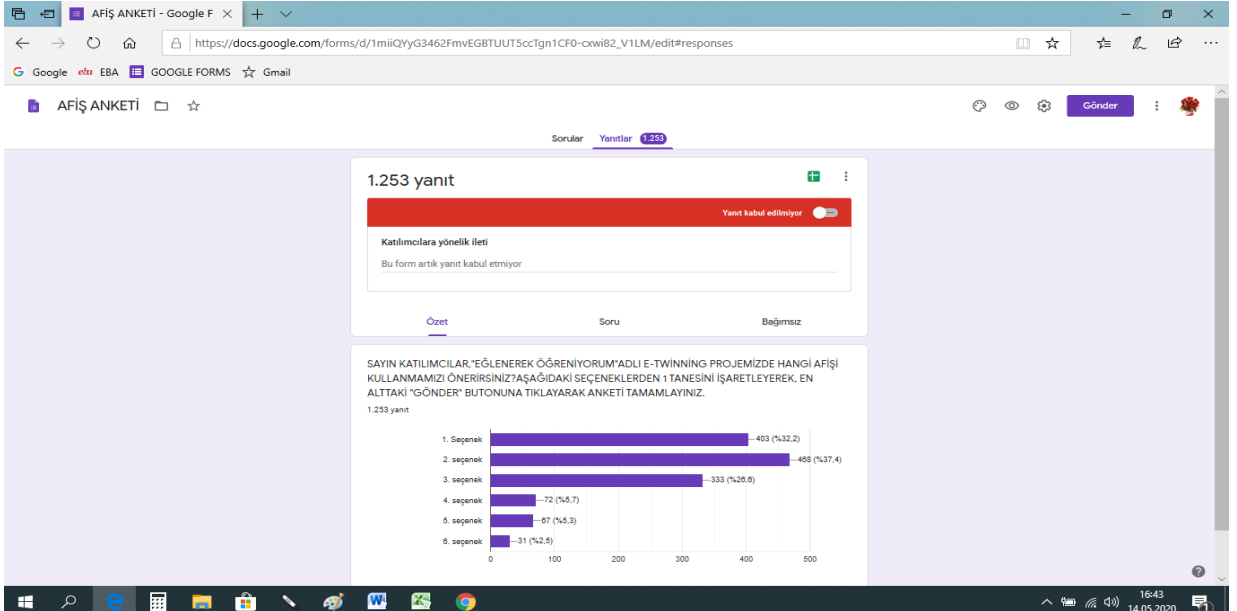 AFİŞ ANKETİ - Google F
https://docs.google.com/forms/d/1miiQYyG3462FmvEGBTUUT5ccTgn1CF0-cxwi82_V1LM/edit#responses
Google ebw EBA GOOGLE FORMS Gmail
AFİŞ ANKETİ
Gönder
Sorular Yanıtlar 1.253
1.253 yanıt
Yanıt kabul edilmiyor
Katılımcılara yönelik ileti
Bu form artık yanıt kabul etmiyor
Özet Soru Bağımsız
SAYIN KATILIMCILAR,"EĞLENEREK ÖĞRENİYORUM"ADLI E-TWİNNİNG PROJEMİZDE HANGİ AFİŞİ
KULLANMAMIZI ÖNERİRSİNİZ?AŞAĞIDAKİ SEÇENEKLERDEN 1 TANESİNİ İŞARETLEYEREK, EN
ALTTAKİ "GÖNDER" BUTONUNA TIKLAYARAK ANKETİ TAMAMLAYINIZ.
1.253 yanıt
1. Seçenek 403 (%32,2)
2. seçenek 468 (%37,4)
3. seçenek 333 (%26,6)
4. seçenek 72 (%5,7)
5. seçenek 67 (%5,3)
6. seçenek 31 (%2,5)
0 100 200 300 400 500
16:43
14.05.2020